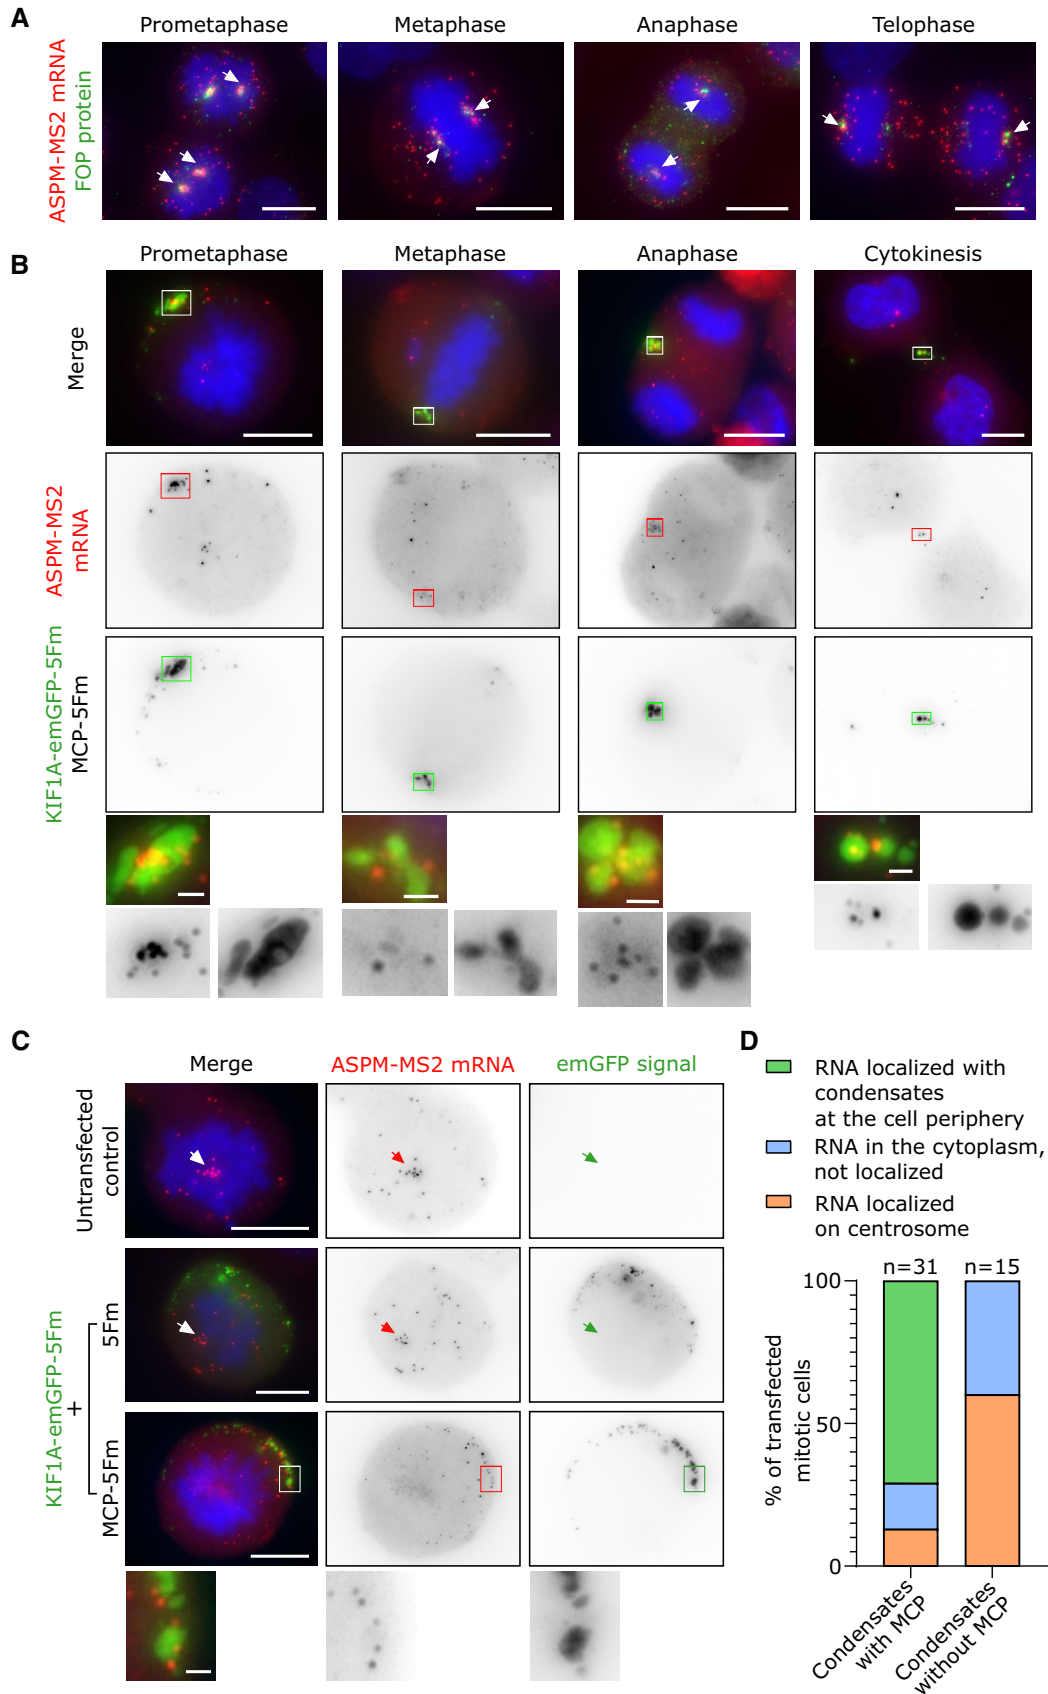 A
Prometaphase
Metaphase
Anaphase
Telophase
ASPM-MS2 mRNA
FOP protein
B
Prometaphase
Metaphase
Anaphase
Cytokinesis
Merge
ASPM-MS2
mRNA
KIF1A-emGFP-5Fm
MCP-5Fm
C
Merge
ASPM-MS2 mRNA
emGFP signal
Untransfected
control
KIF1A-emGFP-5Fm
+
5Fm
MCP-5Fm
D
RNA localized with
condensates
at the cell periphery
RNA in the cytoplasm,
not localized
RNA localized
on centrosome
n=31
n=15
100
50
0
% of transfected
mitotic cells
Condensates
with MCP
Condensates
without MCP